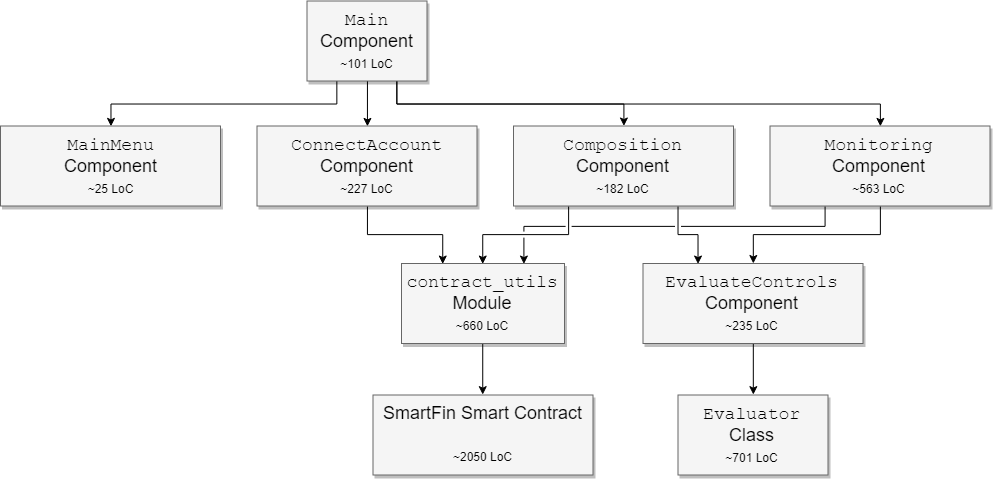 Main
Component
~101 LoC
MainMenu
Component
~25 LoC
ConnectAccount
Component
~227 LoC
Composition
Component
~182 LoC
Monitoring
Component
~563 LoC
contract_utils
Module
~660 LoC
EvaluateControls
Component
~235 LoC
SmartFin Smart Contract
~2050 LoC
Evaluator
Class
~701 LoC